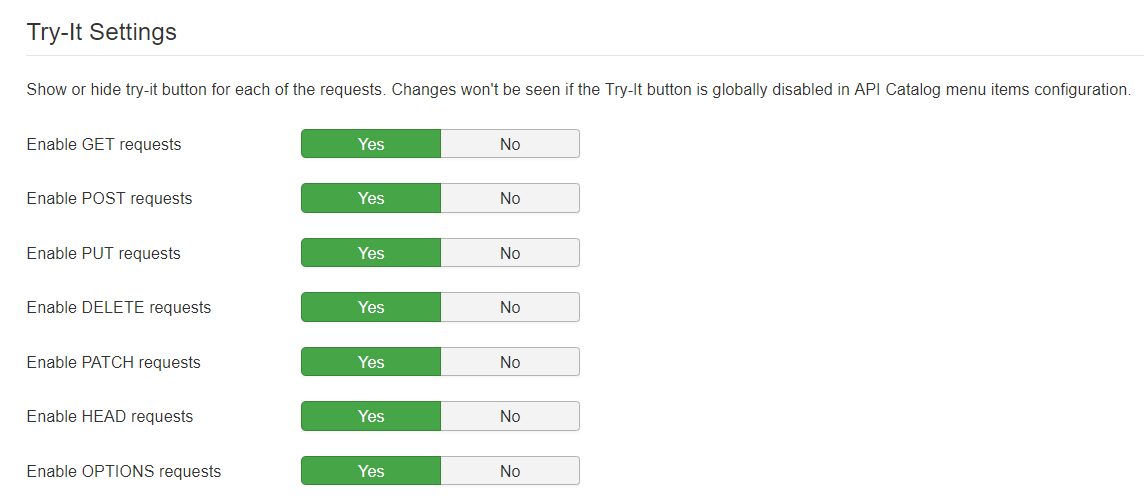 Try-It Settings
Show or hide try-it button for each of the requests. Changes won't be seen if the Try-It button is globally disabled in API Catalog menu items configuration.
Enable GET requests Yes No
Enable POST requests Yes No
Enable PUT requests Yes No
Enable DELETE requests Yes No
Enable PATCH requests Yes No
Enable HEAD requests Yes No
Enable OPTIONS requests Yes No